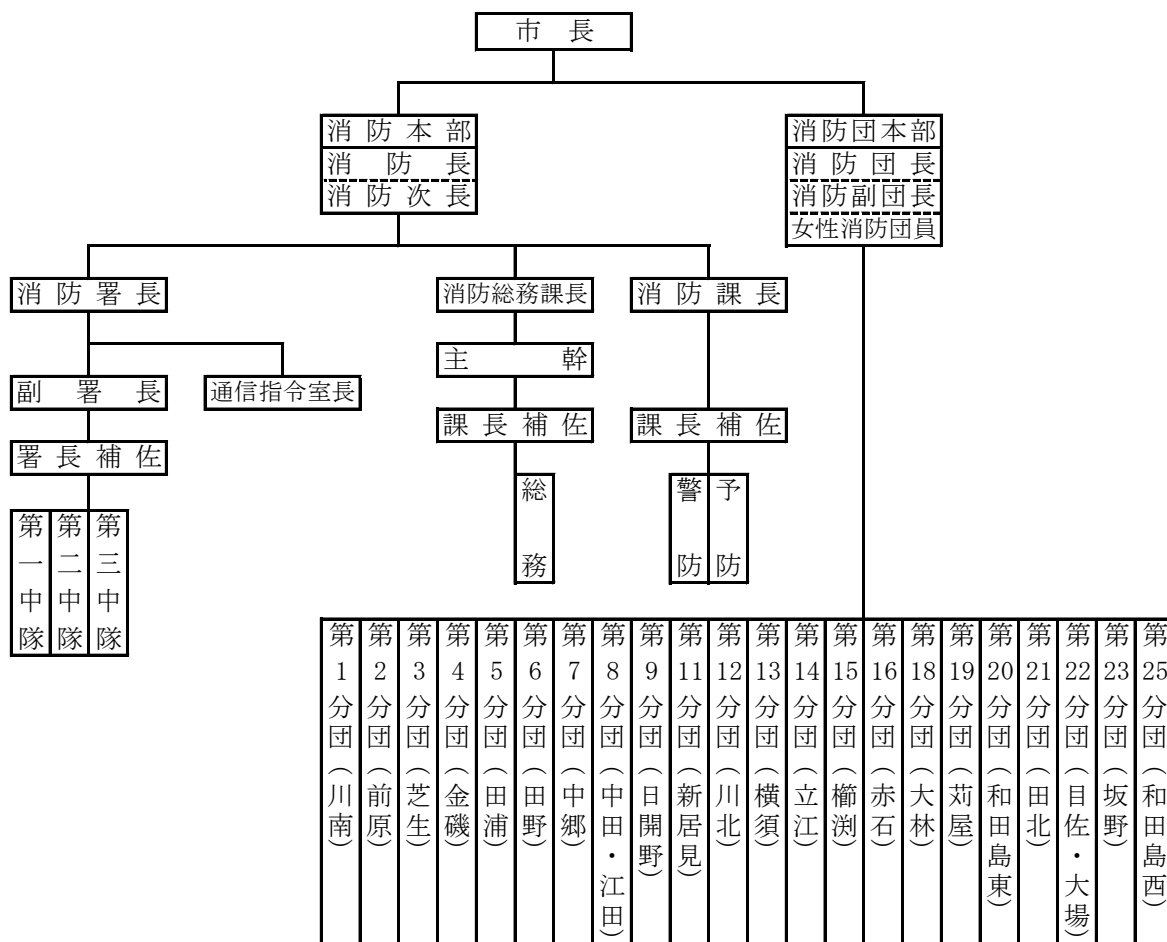 市長
消防本部
消防長
消防次長
消防団本部
消防団長
消防副団長
女性消防団員
消防署長
消防総務課長
消防課長
主幹
副署長
通信指令室長
課長補佐
課長補佐
署長補佐
総務
警防
予防
第一中隊
第二中隊
第三中隊
第1分団(川南)
第2分団(前原)
第3分団(芝生)
第4分団(金磯)
第5分団(田浦)
第6分団(田野)
第7分団(中郷)
第8分団(中田・江田)
第9分団(日開野)
第11分団(新居見)
第12分団(川北)
第13分団(横須)
第14分団(立江)
第15分団(櫛渕)
第16分団(赤石)
第18分団(大林)
第19分団(苅屋)
第20分団(和田島東)
第21分団(田北)
第22分団(目佐・大場)
第23分団(坂野)
第25分団(和田島西)